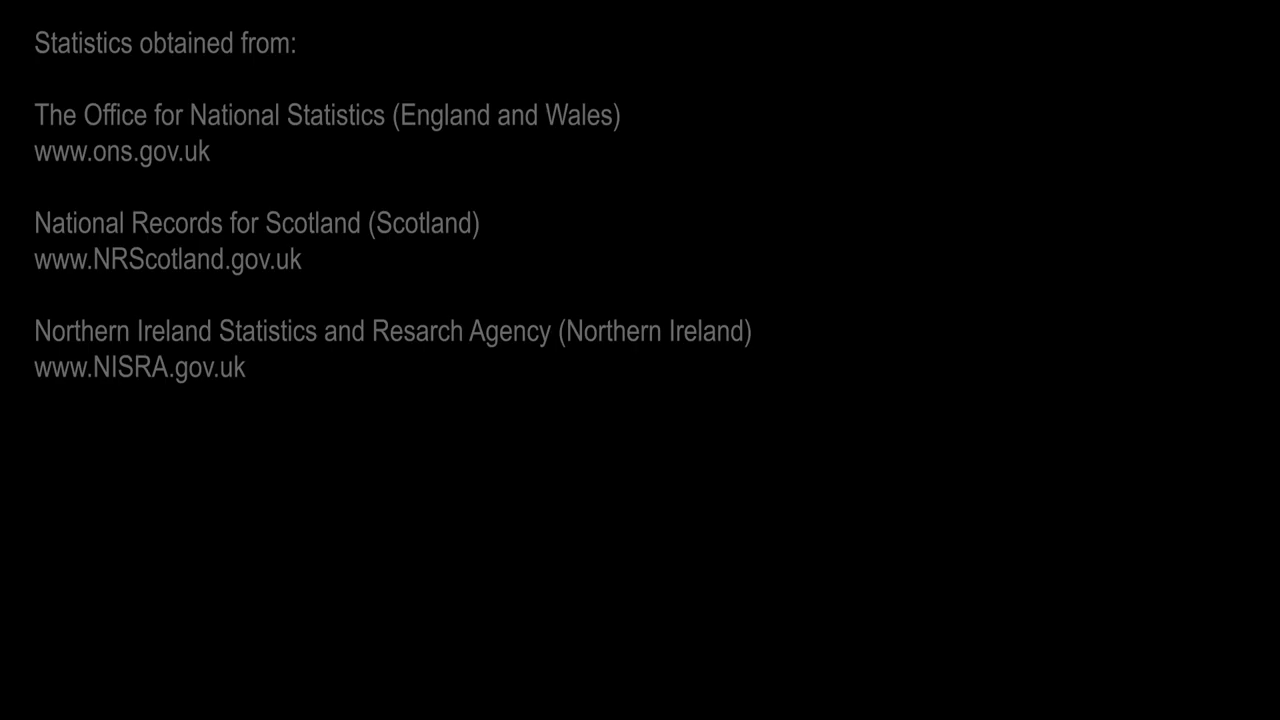 Statistics obtained from:
The Office for National Statistics (England and Wales)
www.ons.gov.uk
National Records for Scotland (Scotland)
www.NRScotland.gov.uk
Northern Ireland Statistics and Resarch Agency (Northern Ireland)
www.NISRA.gov.uk